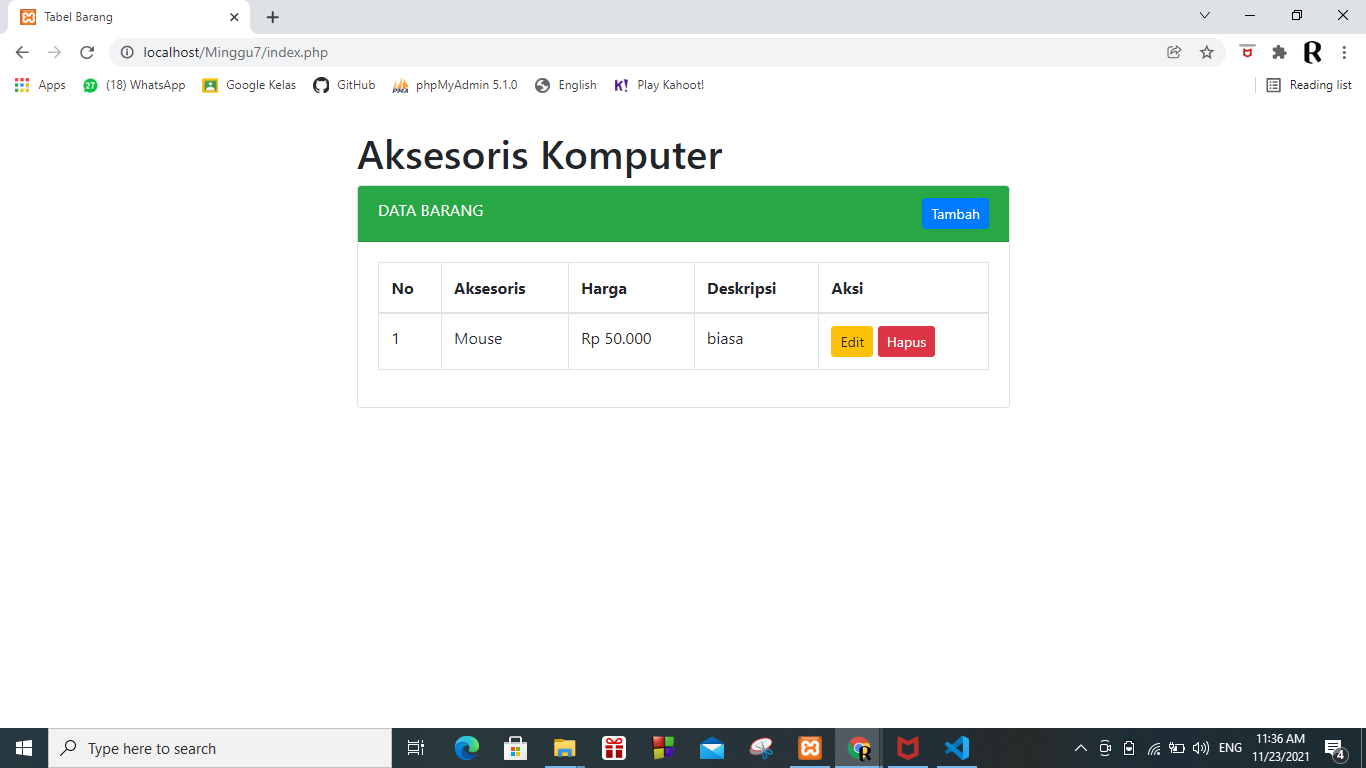 Tabel Barang
localhost/Minggu7/index.php
Apps 27 (18) WhatsApp Google Kelas GitHub PMA phpMyAdmin 5.1.0 English K! Play Kahoot! Reading list
Aksesoris Komputer
DATA BARANG Tambah
No Aksesoris Harga Deskripsi Aksi
1 Mouse Rp 50.000 biasa Edit Hapus
Type here to search
ENG
11:36 AM
11/23/2021
4